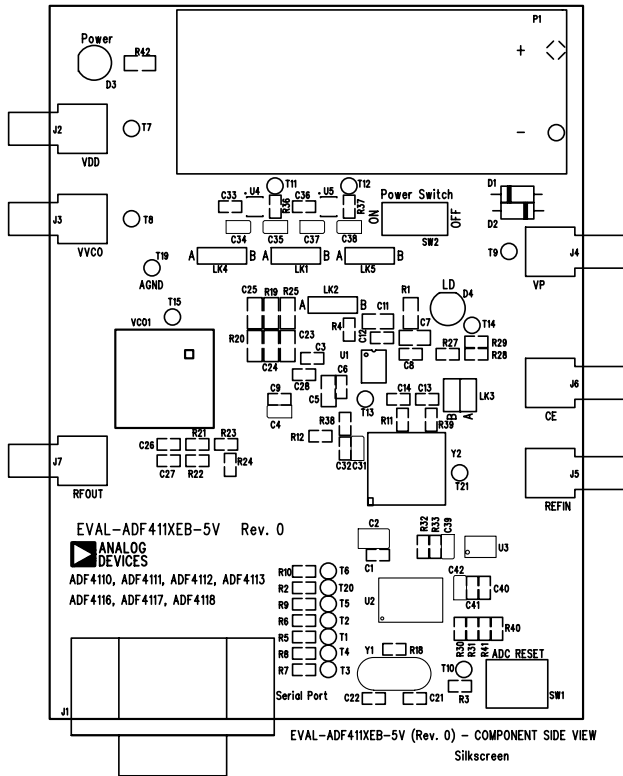 P1
Power
R42
D3
+
-
J2
T7
VDD
J3
T8
VVCO
T19
AGND
T11
T12
C33
U4
R36
C36
U5
R37
Power Switch
ON
OFF
SW2
C34
C35
C37
C38
A
B
LK4
A
B
LK1
A
B
LK5
D1
D2
T9
J4
VP
T15
VCO1
C25
R19
R25
A
B
LK2
C11
R1
LD
D4
T14
R4
C12
C7
R20
C23
C24
C3
U1
C8
R27
R29
R28
C28
C6
C5
C9
C4
T13
C14
C13
B
A
LK3
J6
CE
R38
R11
R39
R12
C32
C31
Y2
T21
J5
REFIN
J7
RFOUT
C26
R21
R23
C27
R22
R24
EVAL-ADF411XEB-5V Rev. 0
ANALOG
DEVICES
ADF4110, ADF4111, ADF4112, ADF4113
ADF4116, ADF4117, ADF4118
C2
C1
R32
R33
C39
U3
R10
T6
R2
T20
R9
T5
R6
T2
R5
T1
R8
T4
R7
T3
U2
C42
C41
C40
R30
R31
R41
R40
Y1
R18
C22
C21
T10
R3
ADC RESET
SW1
J1
Serial Port
EVAL-ADF411XEB-5V (Rev. 0) - COMPONENT SIDE VIEW
Silkscreen